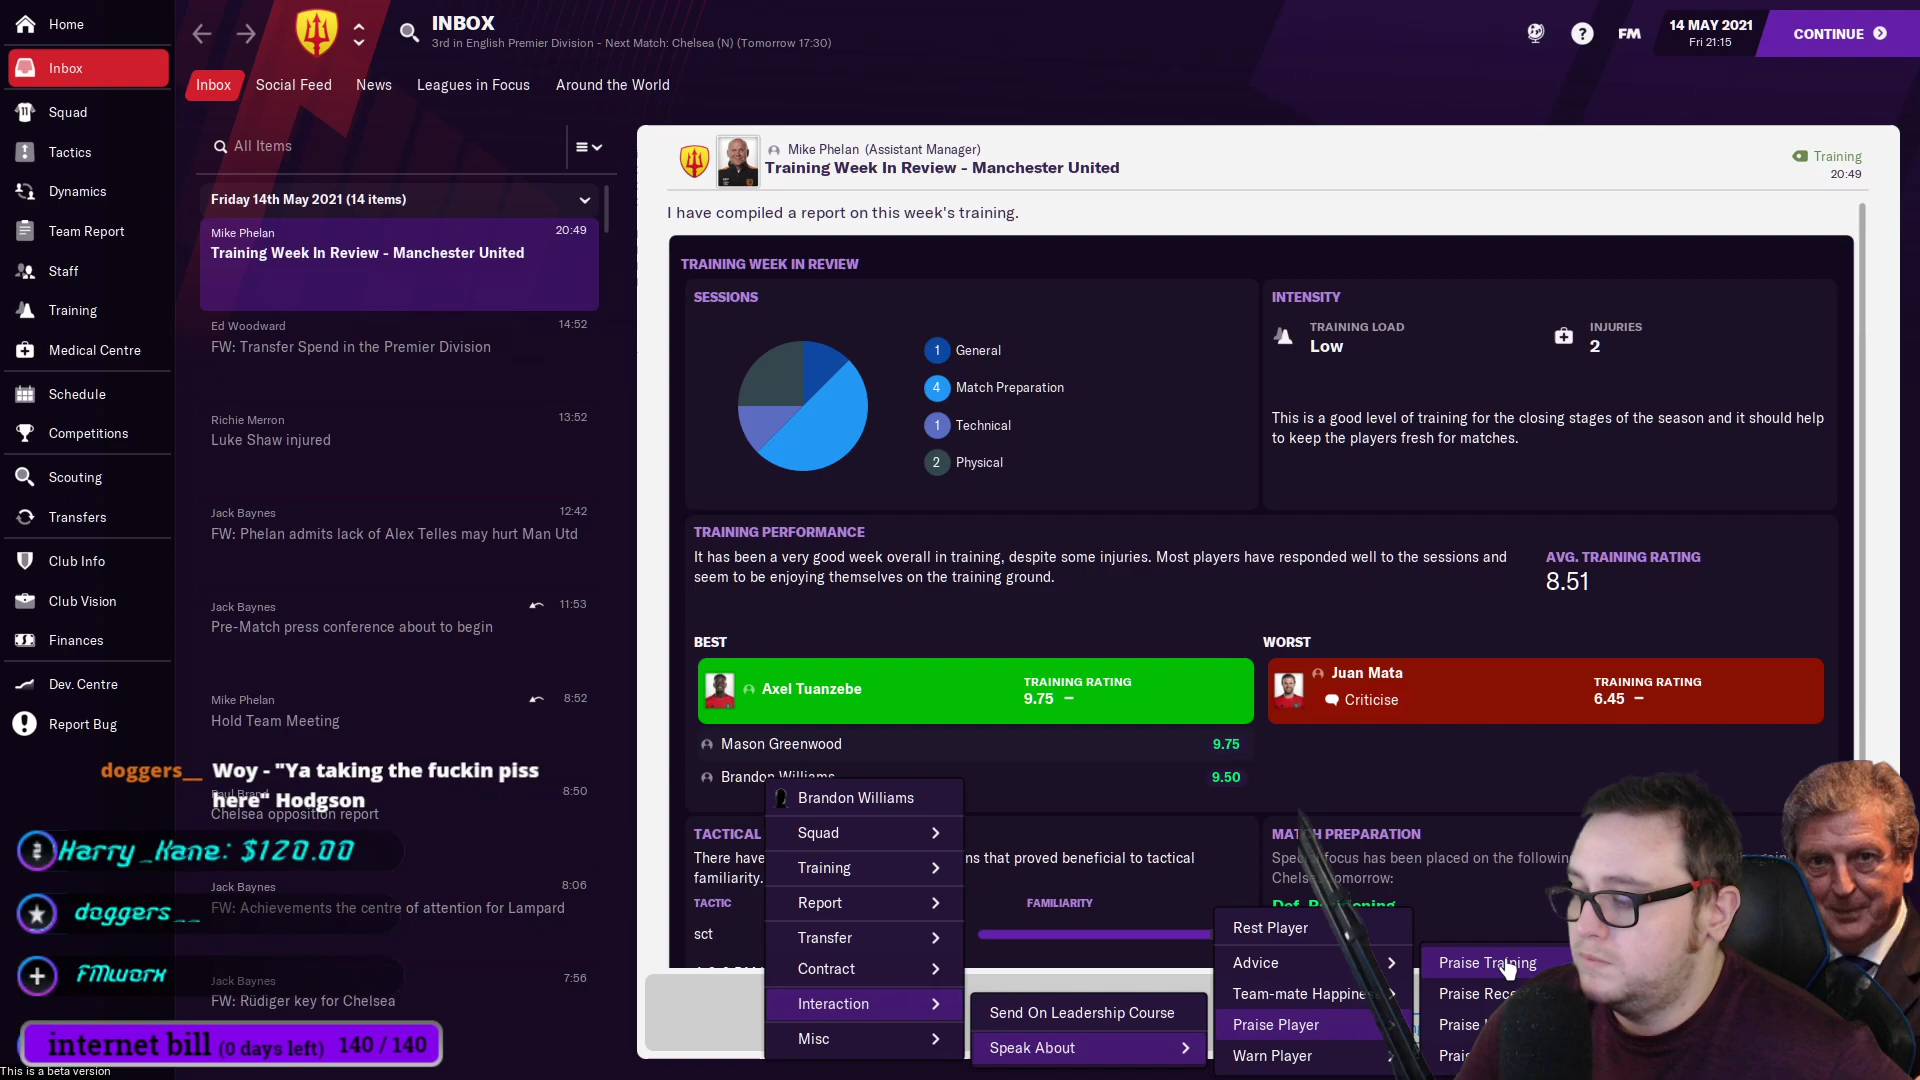 Home
Inbox
Squad
Tactics
Dynamics
Team Report
Staff
Training
Medical Centre
Schedule
Competitions
Scouting
Transfers
Club Info
Club Vision
Finances
Dev. Centre
Report Bug
INBOX
3rd in English Premier Division - Next Match: Chelsea (N) (Tomorrow 17:30)
FM
14 MAY 2021
Fri 21:15
CONTINUE
Inbox Social Feed News Leagues in Focus Around the World
All Items
Friday 14th May 2021 (14 items)
Mike Phelan 20:49
Training Week In Review - Manchester United
Ed Woodward 14:52
FW: Transfer Spend in the Premier Division
Richie Merron 13:52
Luke Shaw injured
Jack Baynes 12:42
FW: Phelan admits lack of Alex Telles may hurt Man Utd
Jack Baynes 11:53
Pre-Match press conference about to begin
Mike Phelan 8:52
Hold Team Meeting
doggers__ Woy - "Ya taking the fuckin piss
here" Hodgson
Paul Brand 8:50
Chelsea opposition report
Harry_Kane: $120.00
Jack Baynes 8:06
FW: Achievements the centre of attention for Lampard
doggers__
FMworx
Jack Baynes 7:56
FW: Rüdiger key for Chelsea
internet bill (0 days left) 140 / 140
This is a beta version
Mike Phelan (Assistant Manager)
Training Week In Review - Manchester United
Training
20:49
I have compiled a report on this week's training.
TRAINING WEEK IN REVIEW
SESSIONS
1 General
4 Match Preparation
1 Technical
2 Physical
INTENSITY
TRAINING LOAD
Low
INJURIES
2
This is a good level of training for the closing stages of the season and it should help
to keep the players fresh for matches.
TRAINING PERFORMANCE
It has been a very good week overall in training, despite some injuries. Most players have responded well to the sessions and
seem to be enjoying themselves on the training ground.
AVG. TRAINING RATING
8.51
BEST
Axel Tuanzebe
TRAINING RATING
9.75 –
Mason Greenwood 9.75
Brandon Williams 9.50
WORST
Juan Mata
Criticise
TRAINING RATING
6.45 –
TACTICAL
There have ns that proved beneficial to tactical
familiarity.
TACTIC FAMILIARITY
sct
MATCH PREPARATION
focus has been placed on the following
Chelsea tomorrow:
Def. Positioning
Brandon Williams
Squad
Training
Report
Transfer
Contract
Interaction
Misc
Send On Leadership Course
Speak About
Rest Player
Advice
Team-mate Happiness
Praise Player
Warn Player
Praise Training
Praise
Praise